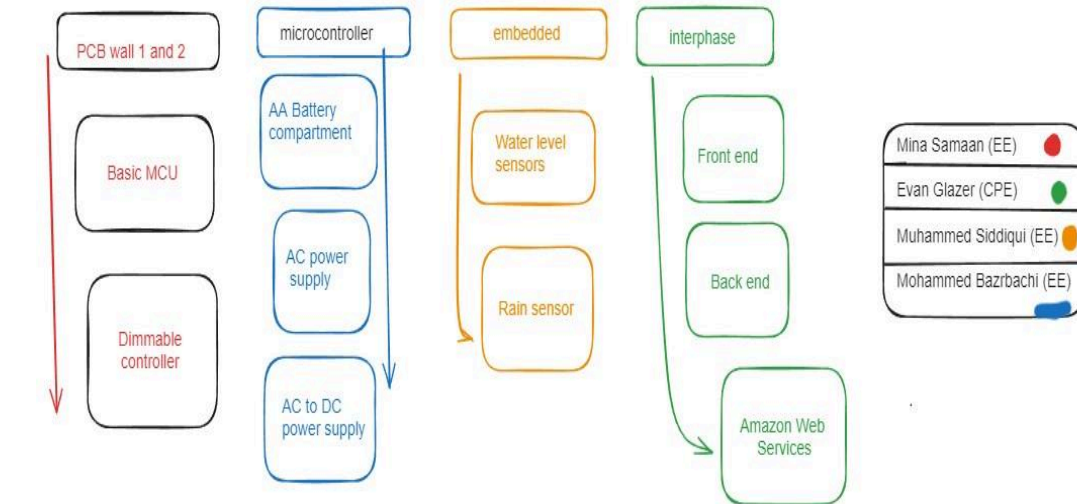 PCB wall 1 and 2
Basic MCU
Dimmable
controller
microcontroller
AA Battery
compartment
AC power
supply
AC to DC
power supply
embedded
Water level
sensors
Rain sensor
interphase
Front end
Back end
Amazon Web
Services
Mina Samaan (EE)
Evan Glazer (CPE)
Muhammed Siddiqui (EE)
Mohammed Bazrbachi (EE)